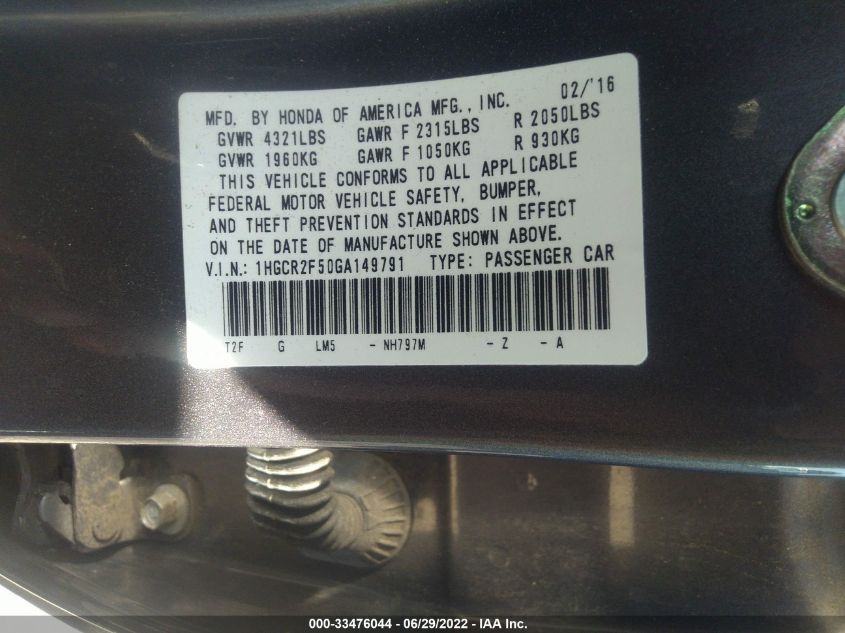 MFD. BY HONDA OF AMERICA MFG., INC. 02/'16
GVWR 4321LBS GAWR F 2315LBS R 2050LBS
GVWR 1960KG GAWR F 1050KG R 930KG
THIS VEHICLE CONFORMS TO ALL APPLICABLE
FEDERAL MOTOR VEHICLE SAFETY, BUMPER,
AND THEFT PREVENTION STANDARDS IN EFFECT
ON THE DATE OF MANUFACTURE SHOWN ABOVE.
V.I.N.: 1HGCR2F50GA149791 TYPE: PASSENGER CAR
T2F G LM5 - NH797M - Z - A
000-33476044 / 06/29/2022 - IAA Inc.